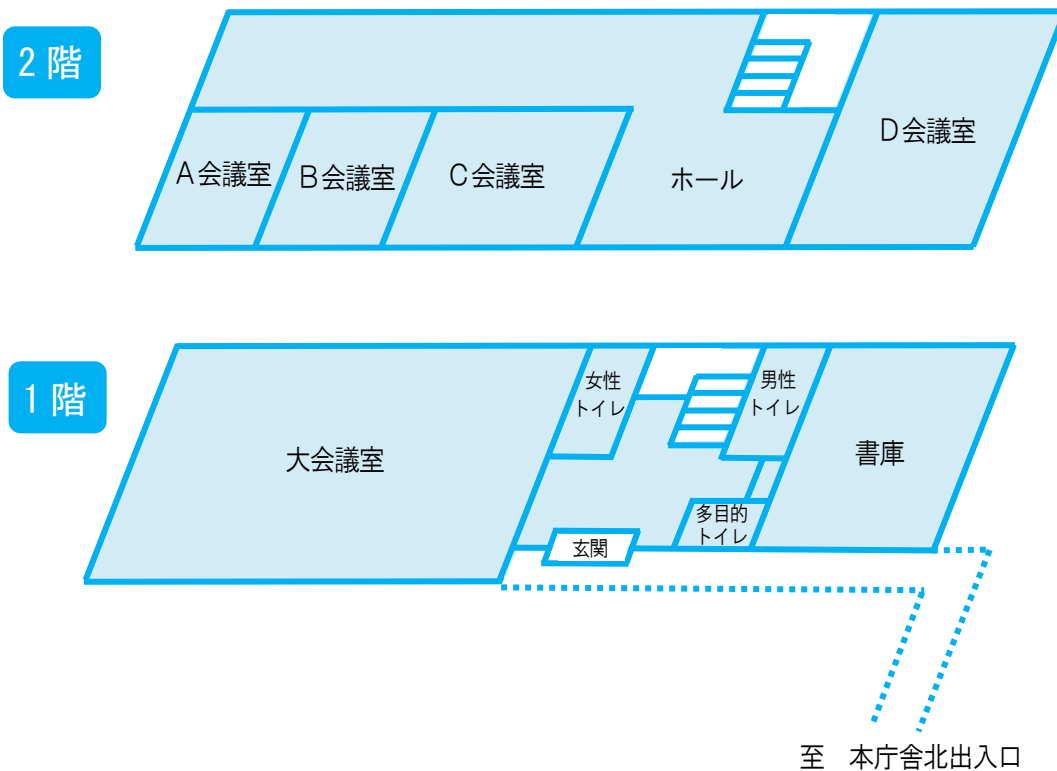 2階
A会議室
B会議室
C会議室
ホール
D会議室
1階
大会議室
女性
トイレ
男性
トイレ
書庫
多目的
トイレ
玄関
至　本庁舎北出入口